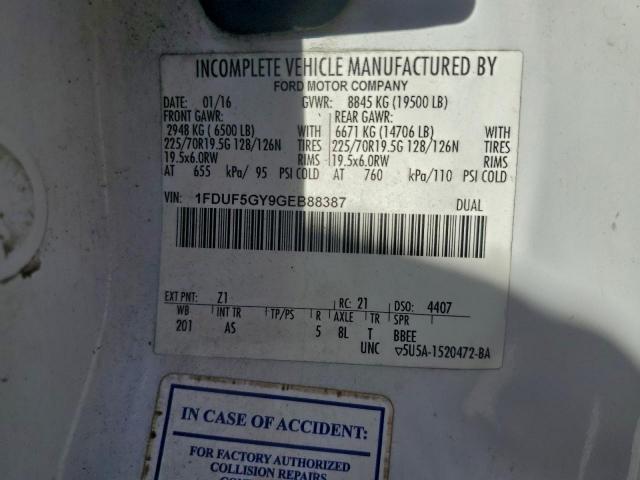 INCOMPLETE VEHICLE MANUFACTURED BY
FORD MOTOR COMPANY
DATE: 01/16 GVWR: 8845 KG (19500 LB)
FRONT GAWR: REAR GAWR:
2948 KG ( 6500 LB) WITH 6671 KG (14706 LB) WITH
225/70R19.5G 128/126N TIRES 225/70R19.5G 128/126N TIRES
19.5x6.0RW RIMS 19.5x6.0RW RIMS
AT 655 kPa/ 95 PSI COLD AT 760 kPa/110 PSI COLD
VIN: 1FDUF5GY9GEB88387 DUAL
EXT PNT: Z1 RC: 21 DSO: 4407
WB INT TR TP/PS R AXLE TR SPR
201 AS 5 8L T BBEE
UNC ▽5U5A-1520472-BA
IN CASE OF ACCIDENT:
FOR FACTORY AUTHORIZED
COLLISION REPAIRS